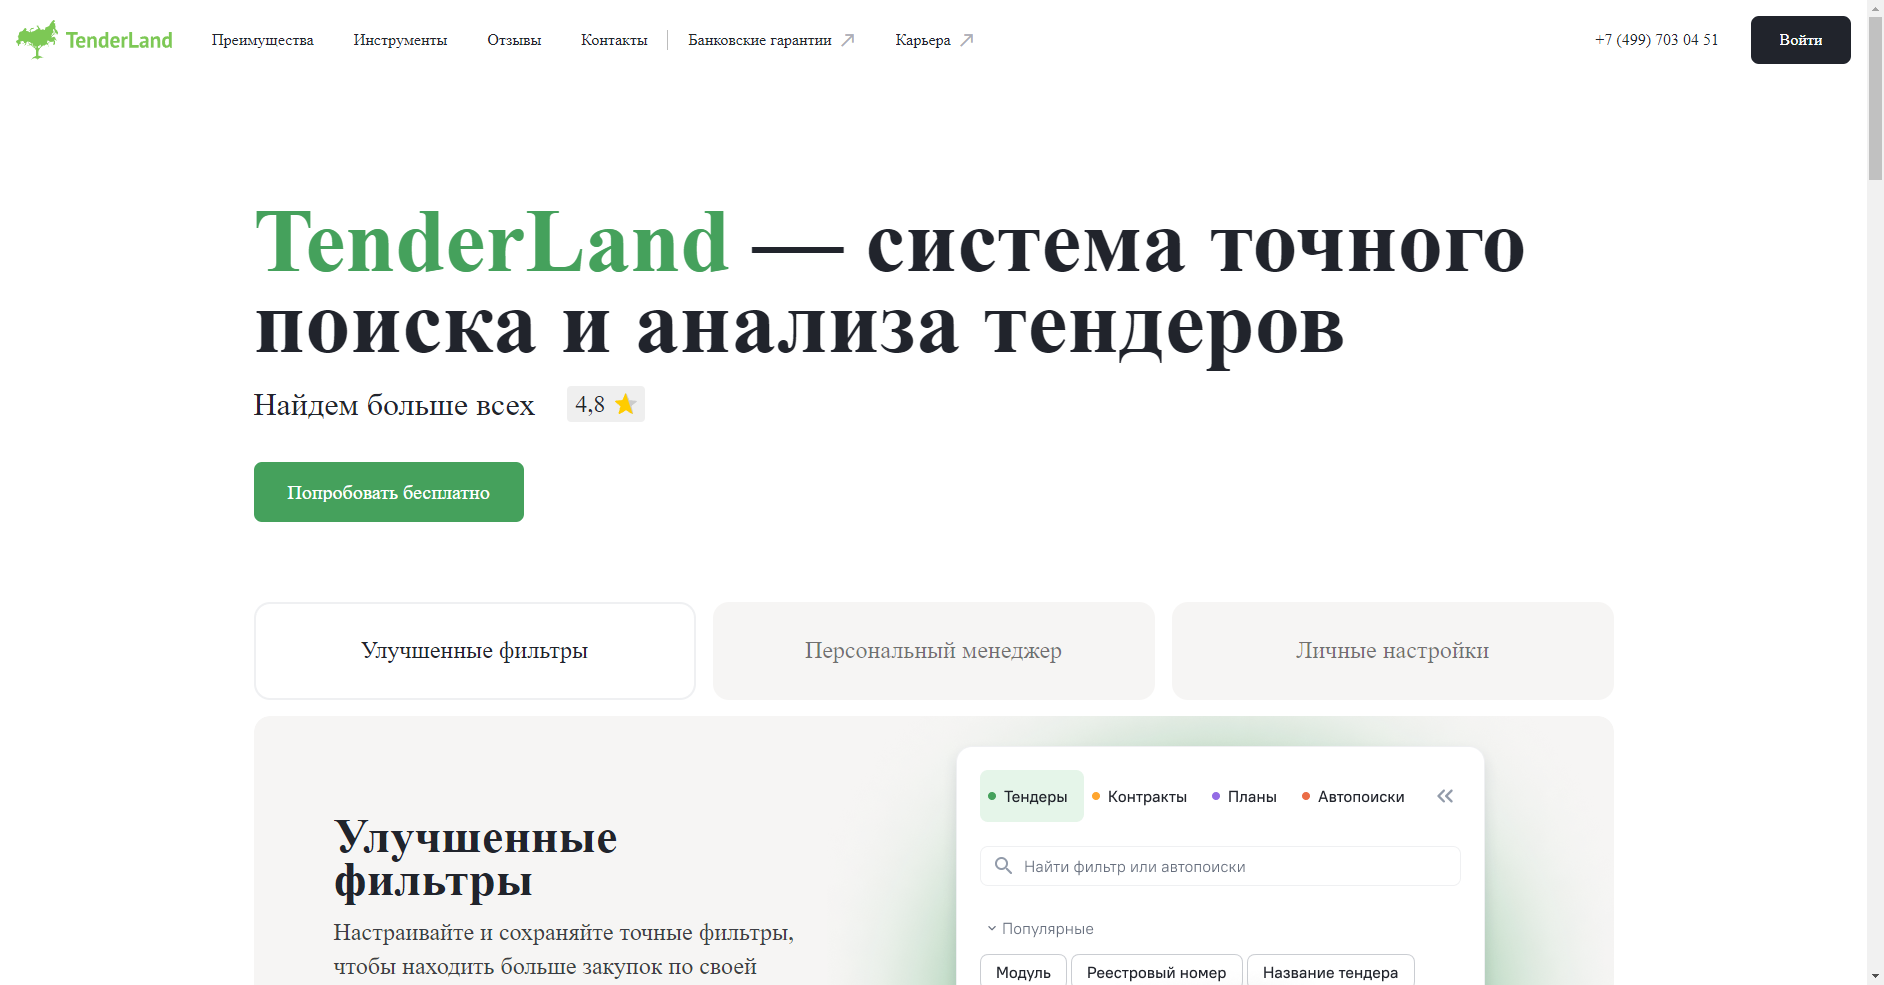 TenderLand
Преимущества
Инструменты
Отзывы
Контакты
Банковские гарантии
Карьера
+7 (499) 703 04 51
Войти
TenderLand — система точного
поиска и анализа тендеров
Найдем больше всех
4,8
Попробовать бесплатно
Улучшенные фильтры
Персональный менеджер
Личные настройки
Улучшенные
фильтры
Настраивайте и сохраняйте точные фильтры,
чтобы находить больше закупок по своей
Тендеры
Контракты
Планы
Автопоиски
Найти фильтр или автопоиски
Популярные
Модуль
Реестровый номер
Название тендера